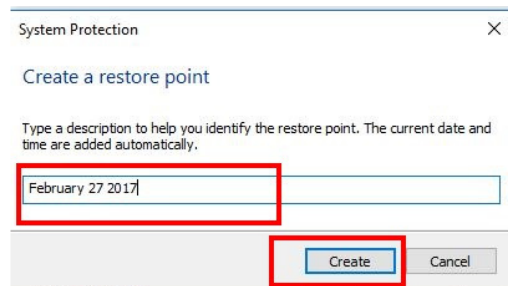 System Protection
Create a restore point
Type a description to help you identify the restore point. The current date and
time are added automatically.
February 27 2017
Create Cancel